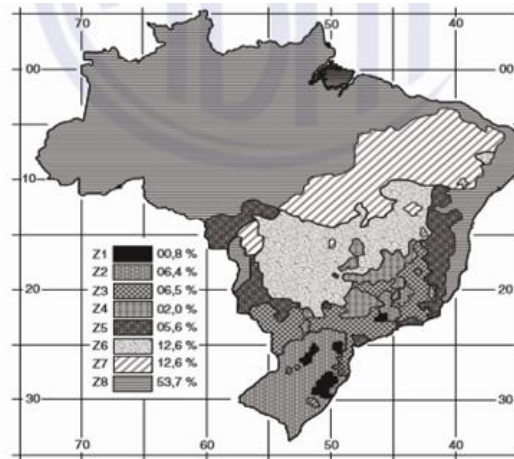 70 60 50 40
00 00
10 10
20 20
30 30
Z1 00,8 %
Z2 06,4 %
Z3 06,5 %
Z4 02,0 %
Z5 05,6 %
Z6 12,6 %
Z7 12,6 %
Z8 53,7 %
70 60 50 40